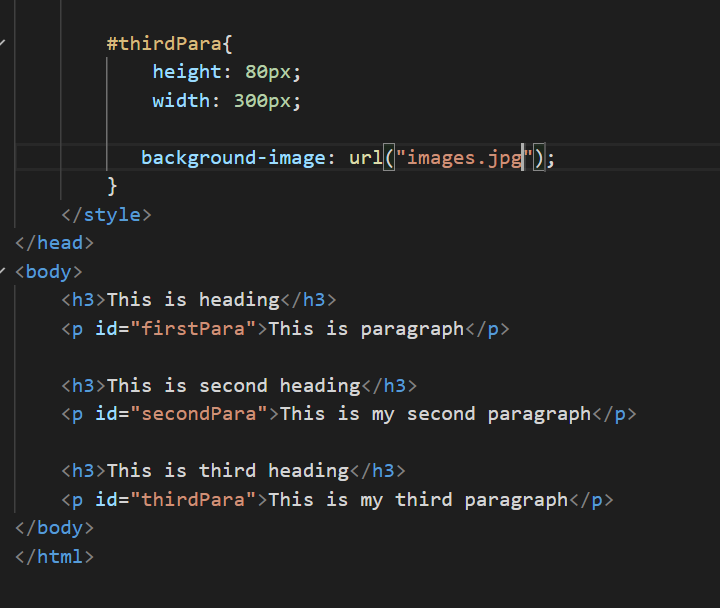 #thirdPara{
height: 80px;
width: 300px;
background-image: url("images.jpg");
}
</style>
</head>
<body>
<h3>This is heading</h3>
<p id="firstPara">This is paragraph</p>
<h3>This is second heading</h3>
<p id="secondPara">This is my second paragraph</p>
<h3>This is third heading</h3>
<p id="thirdPara">This is my third paragraph</p>
</body>
</html>